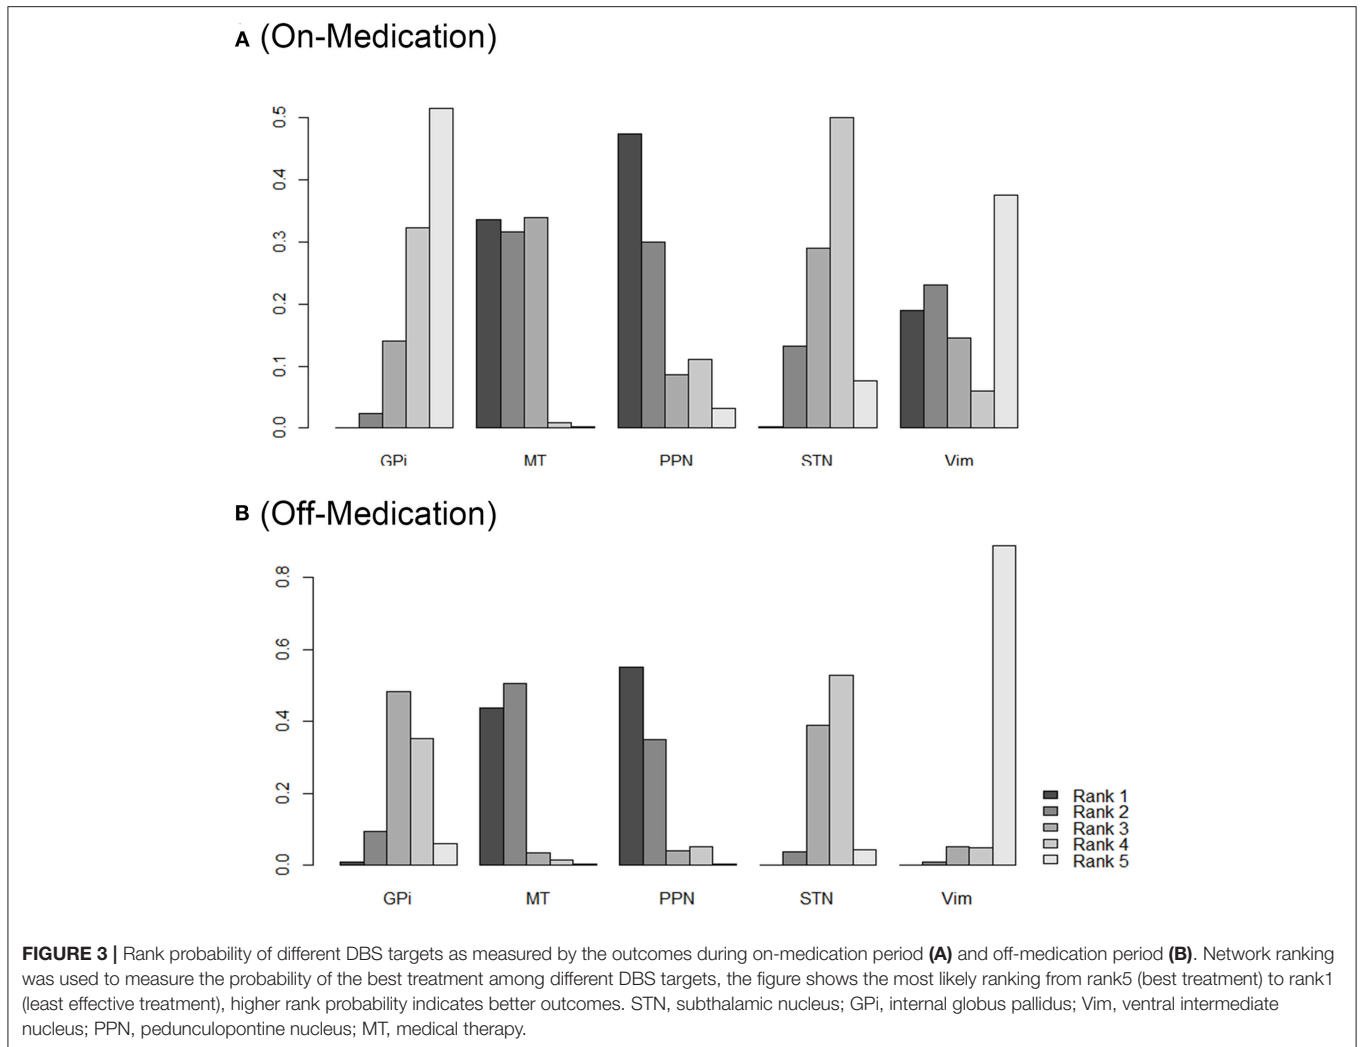 A (On-Medication)
0.5
0.4
0.3
0.2
0.1
0.0
GPi
MT
PPN
STN
Vim
B (Off-Medication)
0.8
0.6
0.4
0.2
0.0
GPi
MT
PPN
STN
Vim
Rank 1
Rank 2
Rank 3
Rank 4
Rank 5
FIGURE 3 | Rank probability of different DBS targets as measured by the outcomes during on-medication period (A) and off-medication period (B). Network ranking
was used to measure the probability of the best treatment among different DBS targets, the figure shows the most likely ranking from rank5 (best treatment) to rank1
(least effective treatment), higher rank probability indicates better outcomes. STN, subthalamic nucleus; GPi, internal globus pallidus; Vim, ventral intermediate
nucleus; PPN, pedunculopontine nucleus; MT, medical therapy.